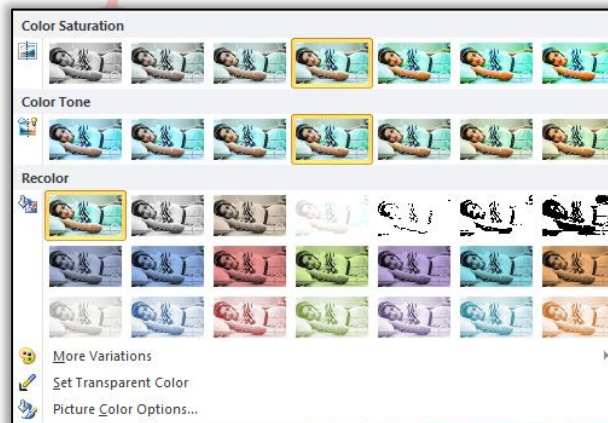 Color Saturation
Color Tone
Recolor
More Variations
Set Transparent Color
Picture Color Options...